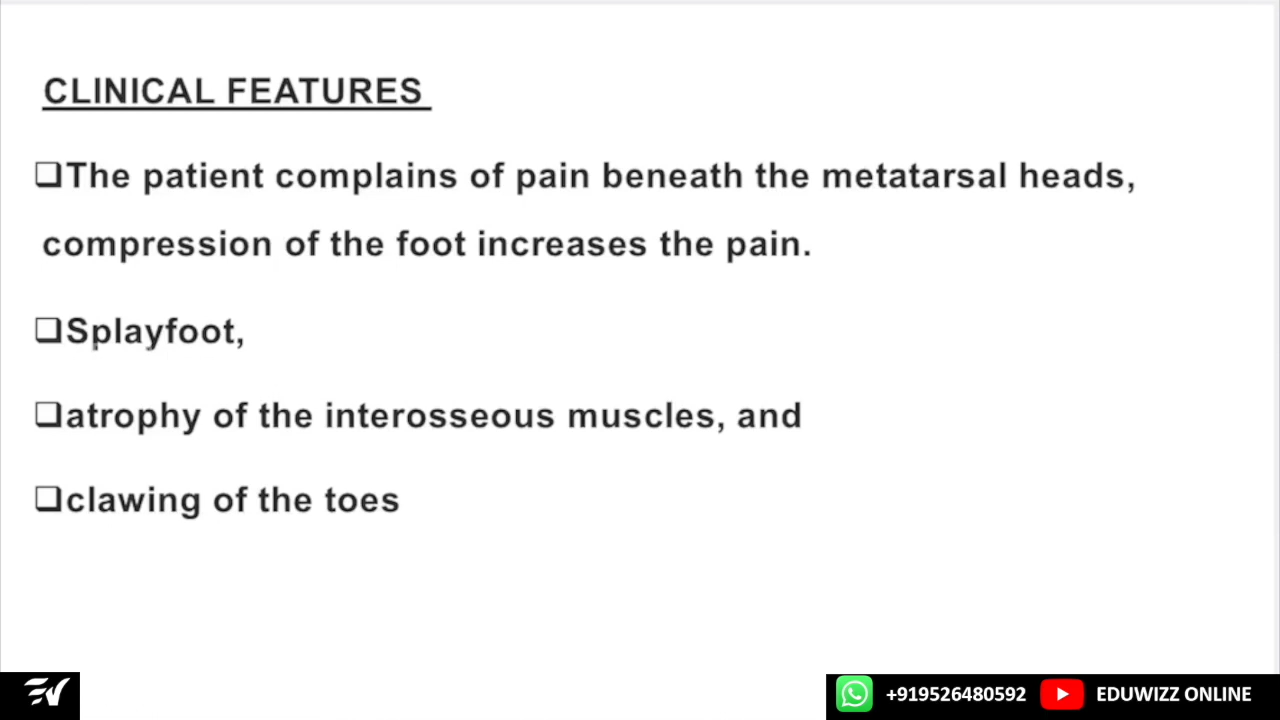 CLINICAL FEATURES
❑The patient complains of pain beneath the metatarsal heads,
compression of the foot increases the pain.
❑Splayfoot,
❑atrophy of the interosseous muscles, and
❑clawing of the toes
+919526480592 EDUWIZZ ONLINE